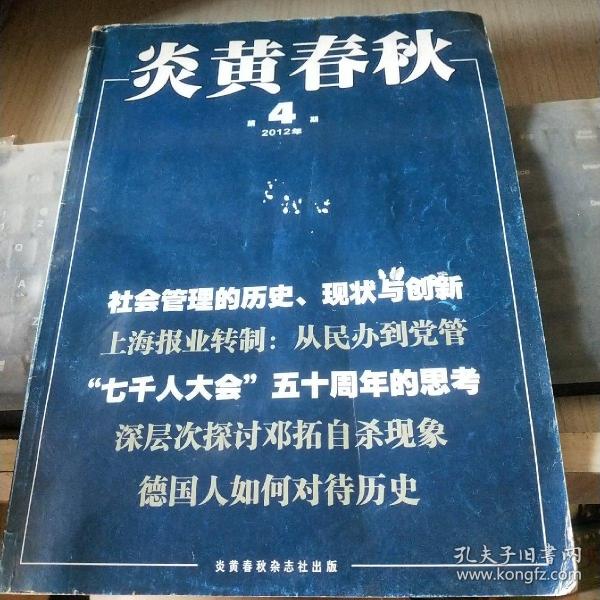 炎黄春秋
第4期
2012年
社会管理的历史、现状与创新
上海报业转制：从民办到党管
“七千人大会”五十周年的思考
深层次探讨邓拓自杀现象
德国人如何对待历史
炎黄春秋杂志社出版
孔夫子旧书网
www.kongfz.com